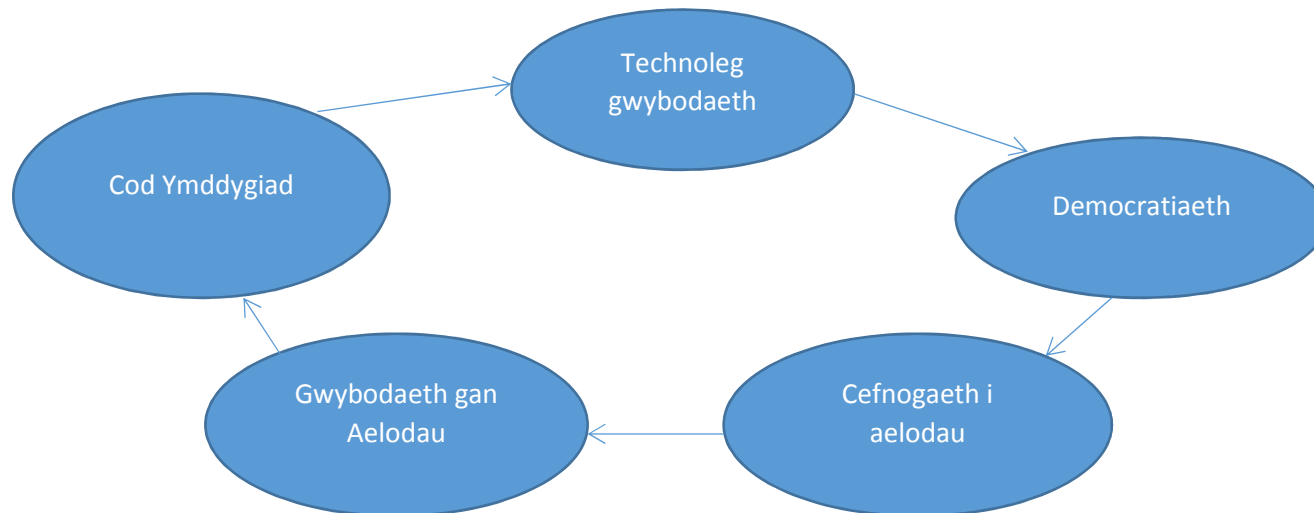 Technoleg
gwybodaeth
Cod Ymddygiad
Democratiaeth
Gwybodaeth gan
Aelodau
Cefnogaeth i
aelodau